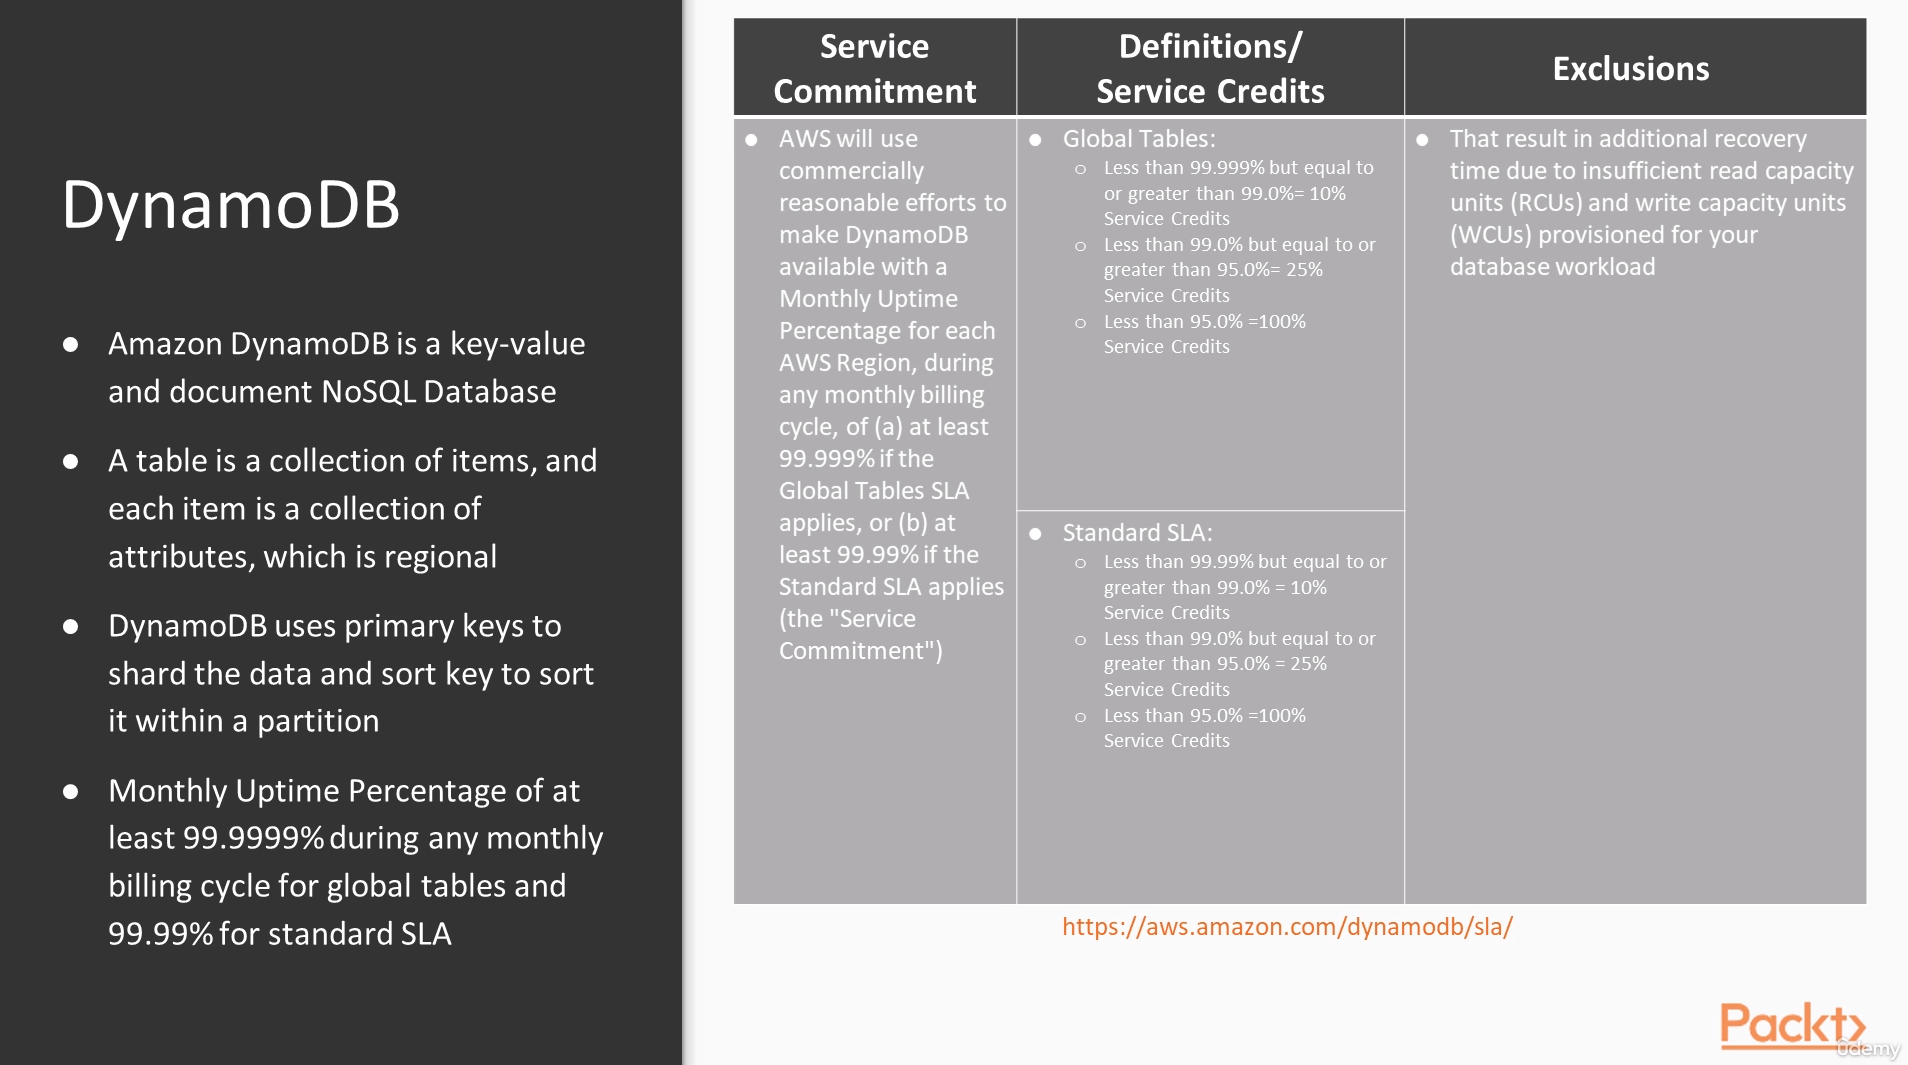 DynamoDB
● Amazon DynamoDB is a key-value
and document NoSQL Database
● A table is a collection of items, and
each item is a collection of
attributes, which is regional
● DynamoDB uses primary keys to
shard the data and sort key to sort
it within a partition
● Monthly Uptime Percentage of at
least 99.9999% during any monthly
billing cycle for global tables and
99.99% for standard SLA
Service
Commitment
● AWS will use
commercially
reasonable efforts to
make DynamoDB
available with a
Monthly Uptime
Percentage for each
AWS Region, during
any monthly billing
cycle, of (a) at least
99.999% if the
Global Tables SLA
applies, or (b) at
least 99.99% if the
Standard SLA applies
(the "Service
Commitment")
Definitions/
Service Credits
● Global Tables:
○ Less than 99.999% but equal to
or greater than 99.0%= 10%
Service Credits
○ Less than 99.0% but equal to or
greater than 95.0%= 25%
Service Credits
○ Less than 95.0% =100%
Service Credits
● Standard SLA:
○ Less than 99.99% but equal to or
greater than 99.0% = 10%
Service Credits
○ Less than 99.0% but equal to or
greater than 95.0% = 25%
Service Credits
○ Less than 95.0% =100%
Service Credits
Exclusions
● That result in additional recovery
time due to insufficient read capacity
units (RCUs) and write capacity units
(WCUs) provisioned for your
database workload
https://aws.amazon.com/dynamodb/sla/
Packt
ûdemy